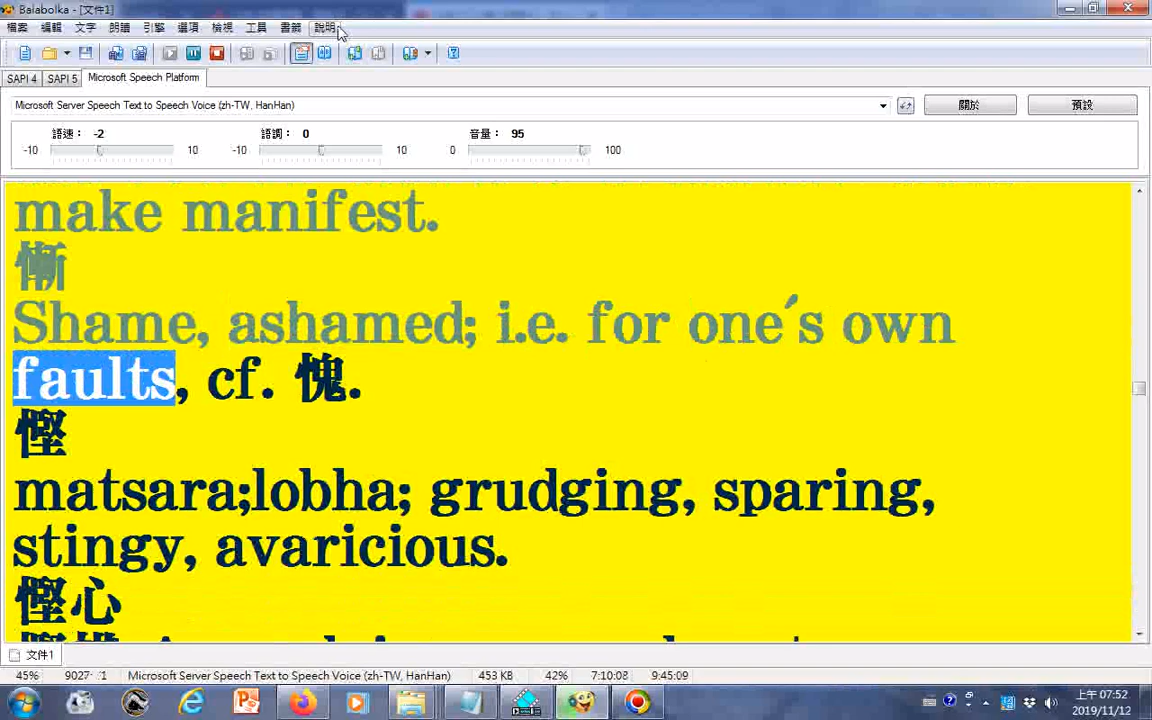 Balabolka - [文件1]
檔案 編輯 文字 朗讀 引擎 選項 檢視 工具 書籤 說明
SAPI 4 SAPI 5 Microsoft Speech Platform
Microsoft Server Speech Text to Speech Voice (zh-TW, HanHan) 關於 預設
語速： -2 語調： 0 音量： 95
-10 10 -10 10 0 100
make manifest.
慚
Shame, ashamed; i.e. for one's own
faults, cf. 愧.
慳
matsara;lobha; grudging, sparing,
stingy, avaricious.
慳心
文件1
45% 9027: 1 Microsoft Server Speech Text to Speech Voice (zh-TW, HanHan) 453 KB 42% 7:10:08 9:45:09
上午 07:52
2019/11/12